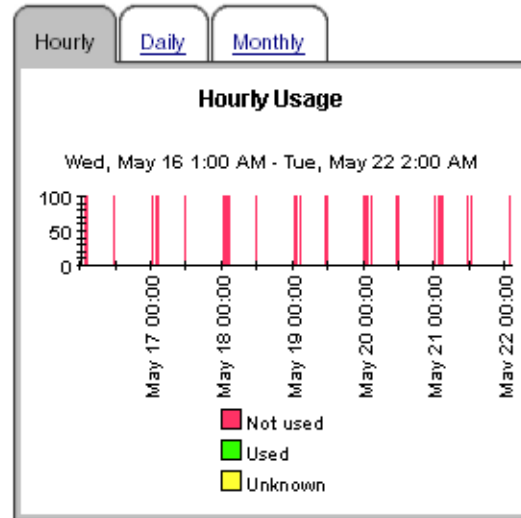 Hourly Daily Monthly
Hourly Usage
Wed, May 16 1:00 AM - Tue, May 22 2:00 AM
100
50
0
May 17 00:00
May 18 00:00
May 19 00:00
May 20 00:00
May 21 00:00
May 22 00:00
Not used
Used
Unknown